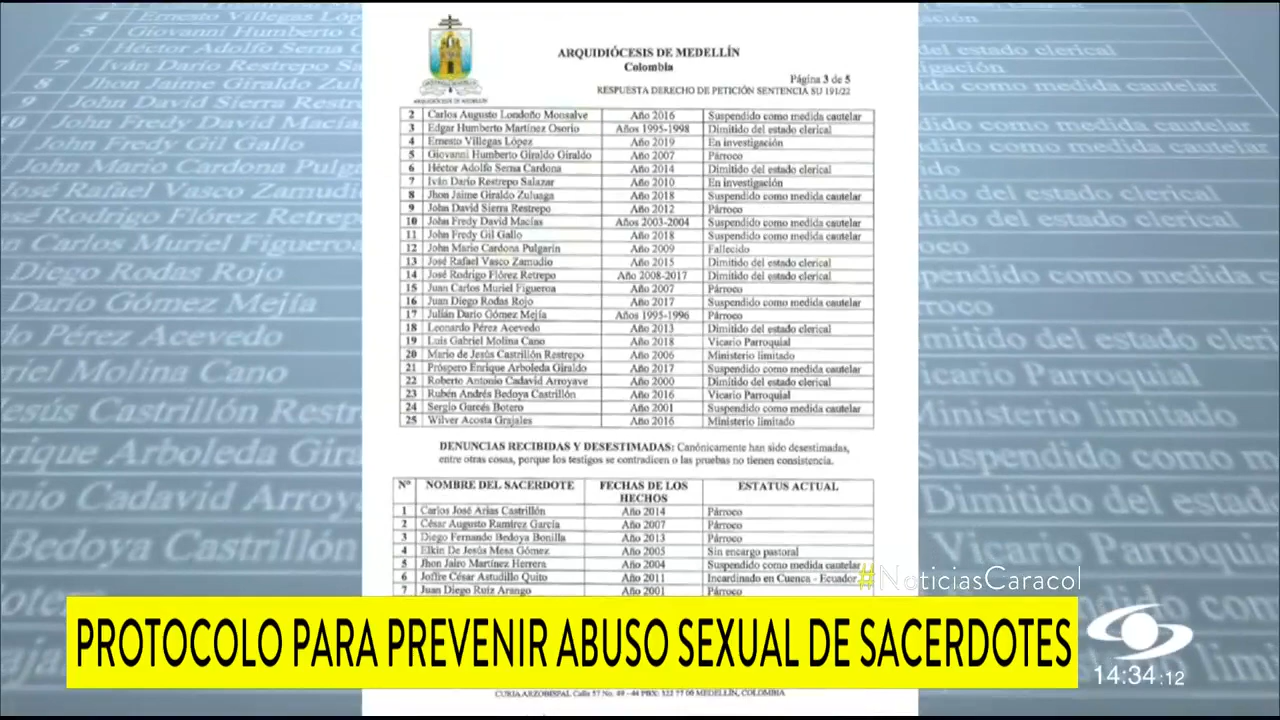 ARQUIDIÓCESIS DE MEDELLÍN
Colombia
Página 3 de 5
RESPUESTA DERECHO DE PETICIÓN SENTENCIA SU 191/22
ARQUIDIÓCESIS DE MEDELLÍN
2 Carlos Augusto Londoño Monsalve Año 2016 Suspendido como medida cautelar
3 Edgar Humberto Martínez Osorio Años 1995-1998 Dimitido del estado clerical
4 Ernesto Villegas López Año 2019 En investigación
5 Giovanni Humberto Giraldo Giraldo Año 2007 Párroco
6 Héctor Adolfo Serna Cardona Año 2014 Dimitido del estado clerical
7 Iván Darío Restrepo Salazar Año 2010 En investigación
8 Jhon Jaime Giraldo Zuluaga Año 2018 Suspendido como medida cautelar
9 John David Sierra Restrepo Año 2012 Párroco
10 John Fredy David Macías Años 2003-2004 Suspendido como medida cautelar
11 John Fredy Gil Gallo Año 2018 Suspendido como medida cautelar
12 John Mario Cardona Pulgarín Año 2009 Fallecido
13 José Rafael Vasco Zamudio Año 2015 Dimitido del estado clerical
14 José Rodrigo Flórez Retrepo Año 2008-2017 Dimitido del estado clerical
15 Juan Carlos Muriel Figueroa Año 2007 Párroco
16 Juan Diego Rodas Rojo Año 2017 Suspendido como medida cautelar
17 Julián Darío Gómez Mejía Años 1995-1996 Párroco
18 Leonardo Pérez Acevedo Año 2013 Dimitido del estado clerical
19 Luis Gabriel Molina Cano Año 2018 Vicario Parroquial
20 Mario de Jesús Castrillón Restrepo Año 2006 Ministerio limitado
21 Próspero Enrique Arboleda Giraldo Año 2017 Suspendido como medida cautelar
22 Roberto Antonio Cadavid Arroyave Año 2000 Dimitido del estado clerical
23 Rubén Andrés Bedoya Castrillón Año 2016 Vicario Parroquial
24 Sergio Garcés Botero Año 2001 Suspendido como medida cautelar
25 Wilver Acosta Grajales Año 2016 Ministerio limitado
DENUNCIAS RECIBIDAS Y DESESTIMADAS: Canónicamente han sido desestimadas,
entre otras cosas, porque los testigos se contradicen o las pruebas no tienen consistencia.
Nº NOMBRE DEL SACERDOTE FECHAS DE LOS HECHOS ESTATUS ACTUAL
1 Carlos José Arias Castrillón Año 2014 Párroco
2 César Augusto Ramírez García Año 2007 Párroco
3 Diego Fernando Bedoya Bonilla Año 2013 Párroco
4 Elkin De Jesús Mesa Gómez Año 2005 Sin encargo pastoral
5 Jhon Jairo Martínez Herrera Año 2004 Suspendido como medida cautelar
6 Joffre César Astudillo Quito Año 2011 Incardinado en Cuenca - Ecuador
7 Juan Diego Ruiz Arango Año 2001 Párroco
#NoticiasCaracol
PROTOCOLO PARA PREVENIR ABUSO SEXUAL DE SACERDOTES
14:34:12
CURIA ARZOBISPAL Calle 57 No. 49 - 44 MEDELLÍN, COLOMBIA